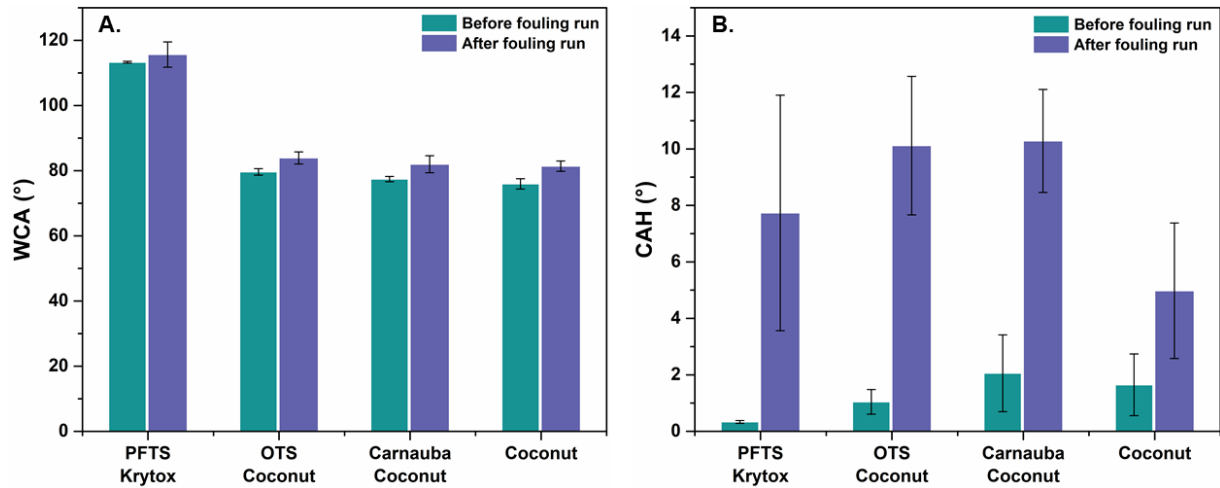 A.
Before fouling run
After fouling run
WCA (°)
120
100
80
60
40
20
0
PFTS
Krytox
OTS
Coconut
Carnauba
Coconut
Coconut
B.
Before fouling run
After fouling run
CAH (°)
14
12
10
8
6
4
2
0
PFTS
Krytox
OTS
Coconut
Carnauba
Coconut
Coconut